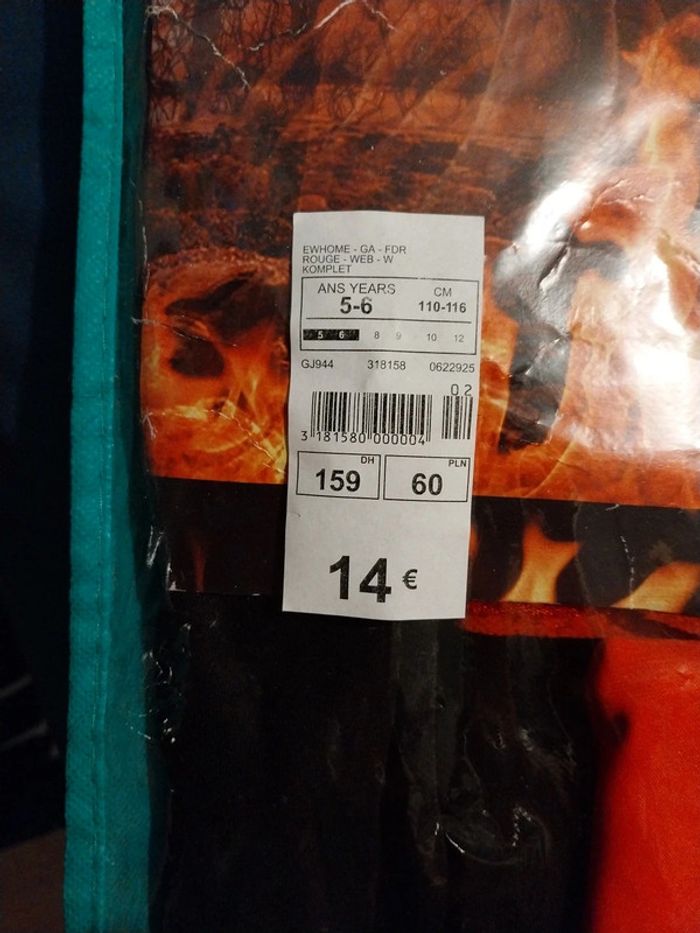 EWHOME - GA - FDR
ROUGE - WEB - W
KOMPLET
ANS YEARS CM
5-6 110-116
5 6 8 9 10 12
GJ944 318158 0622925
02
3 181580 000004
DH PLN
159 60
14 €